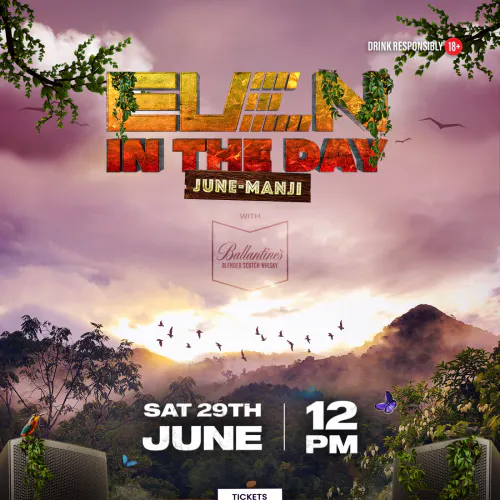 DRINK RESPONSIBLY 18+
EVEN
IN THE DAY
JUNE-MANJI
WITH
Ballantine's
BLENDED SCOTCH WHISKY
SAT 29TH
JUNE
12
PM
TICKETS